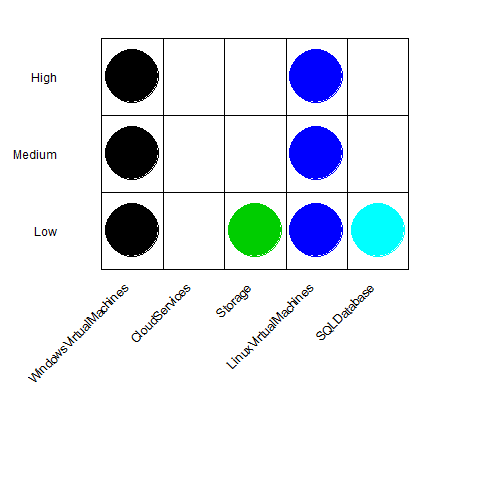 High
Medium
Low
WindowsVirtualMachines
CloudServices
Storage
LinuxVirtualMachines
SQLDatabase